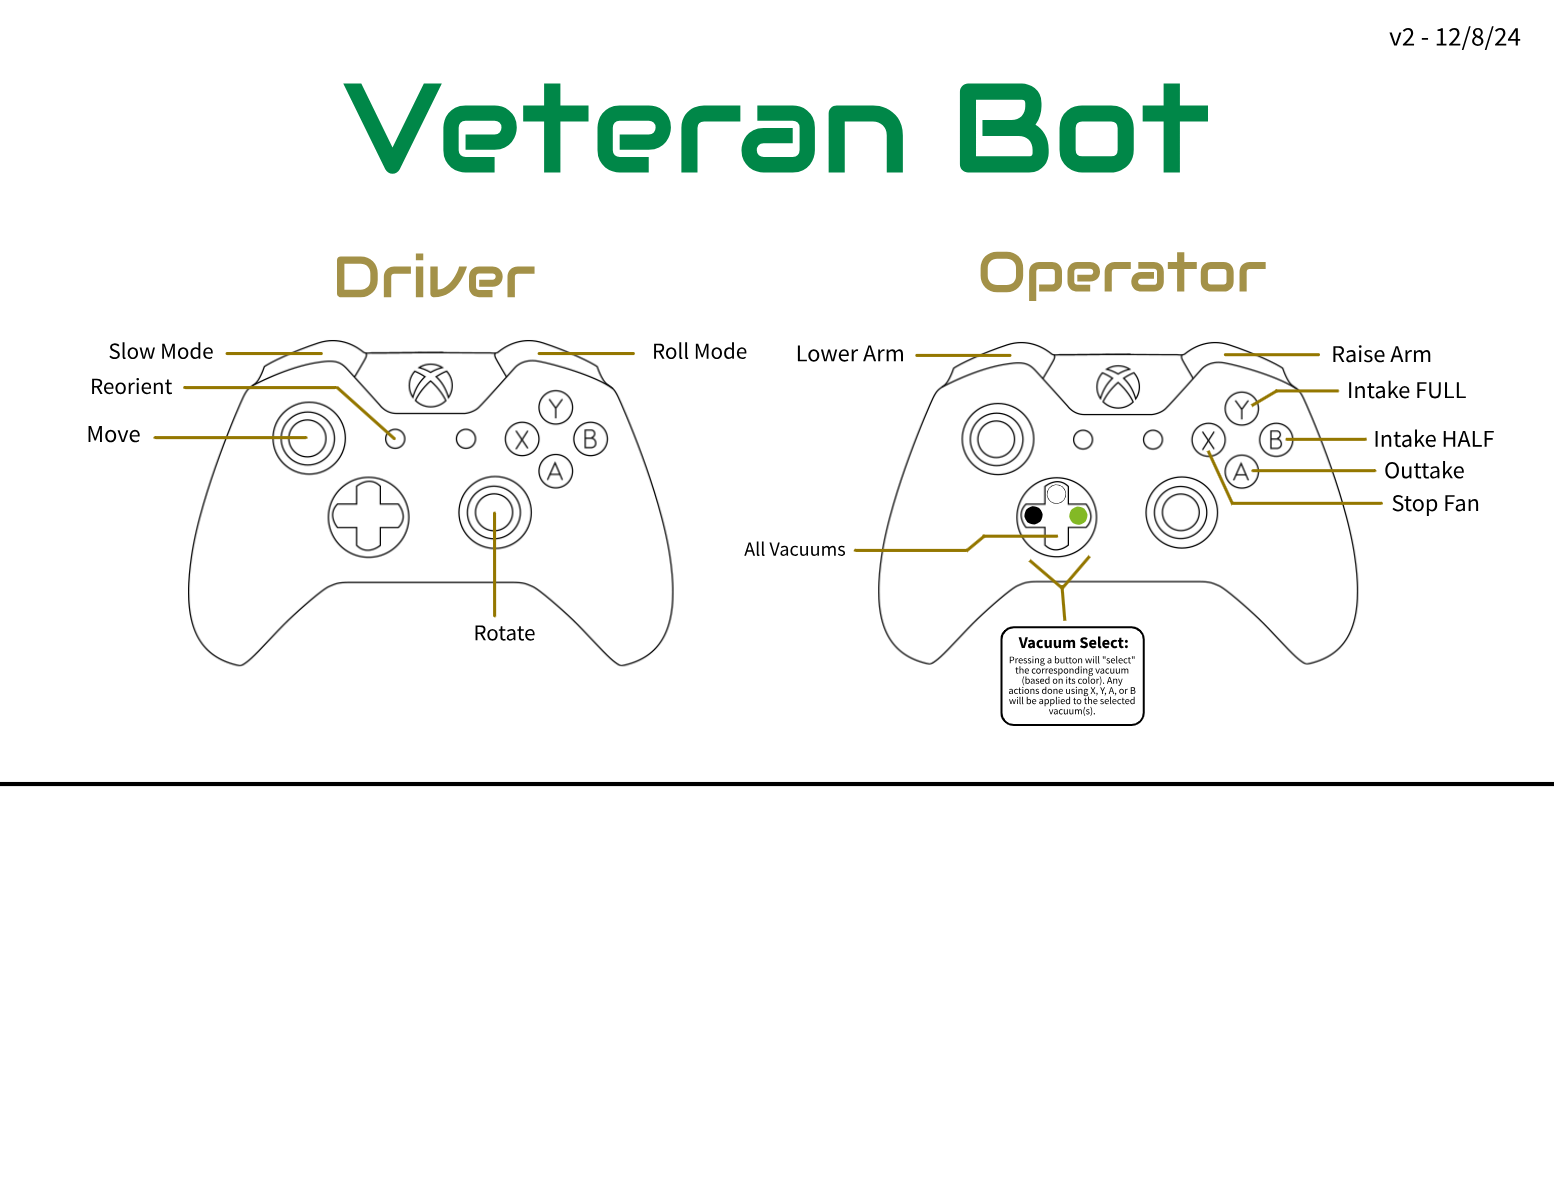 v2 - 12/8/24
Veteran Bot
Driver
Operator
Slow Mode
Roll Mode
Reorient
Move
Y
X
B
A
Rotate
Lower Arm
Raise Arm
Intake FULL
Y
X
B
Intake HALF
A
Outtake
Stop Fan
All Vacuums
Vacuum Select:
Pressing a button will "select"
the corresponding vacuum
(based on its color). Any
actions done using X, Y, A, or B
will be applied to the selected
vacuum(s).